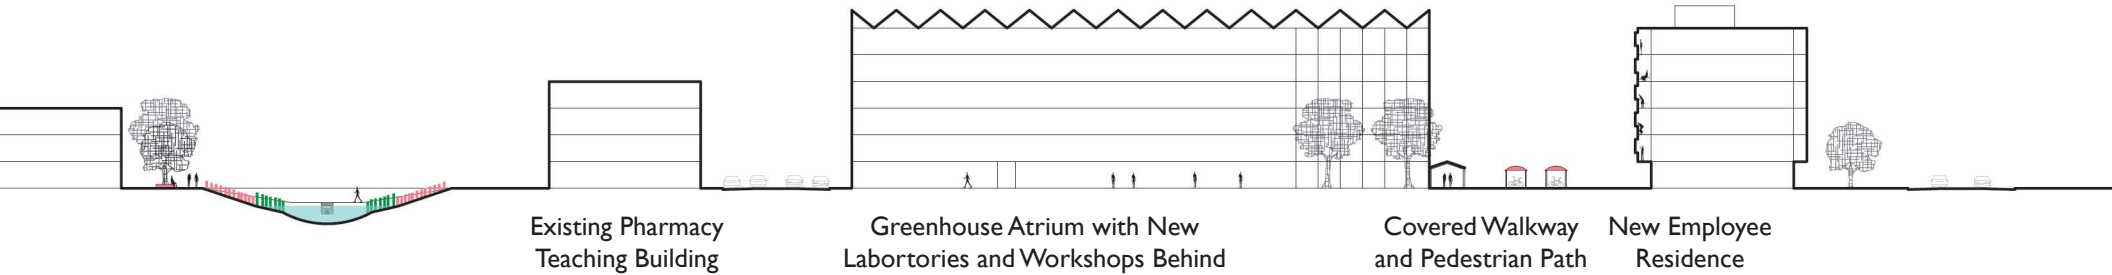 Existing Pharmacy
Teaching Building
Greenhouse Atrium with New
Labortories and Workshops Behind
Covered Walkway
and Pedestrian Path
New Employee
Residence